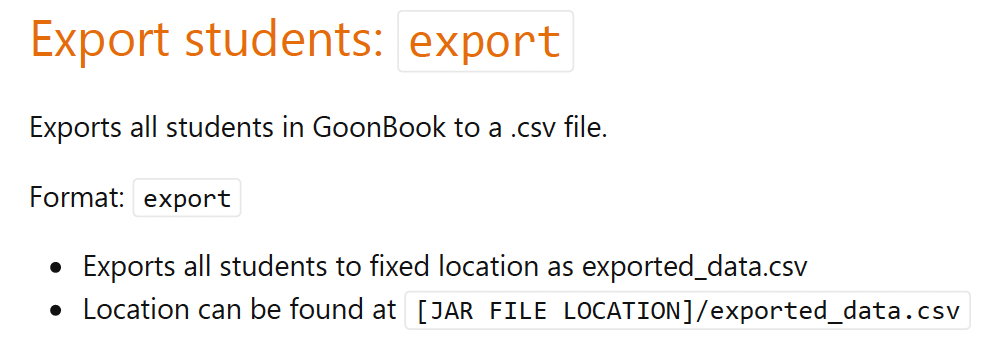 Export students: export
Exports all students in GoonBook to a .csv file.
Format: export
Exports all students to fixed location as exported_data.csv
Location can be found at [JAR FILE LOCATION]/exported_data.csv